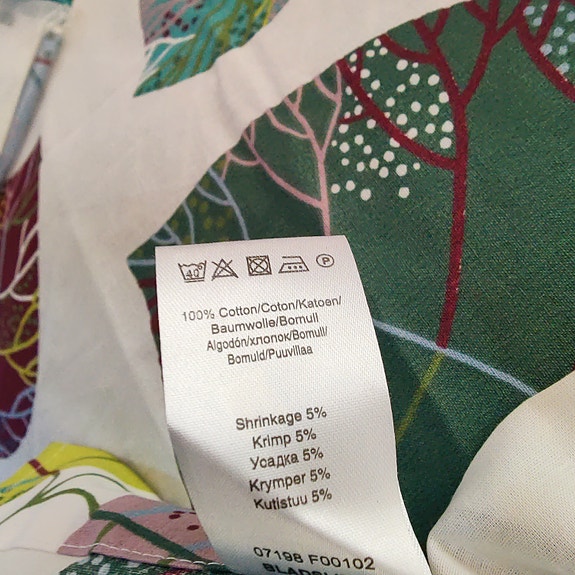 40
P
100% Cotton/Coton/Katoen/
Baumwolle/Bomull
Algodón/хлопок/Bomull/
Bomuld/Puuvillaa
Shrinkage 5%
Krimp 5%
Усадка 5%
Krymper 5%
Kutistuu 5%
07198 F00102